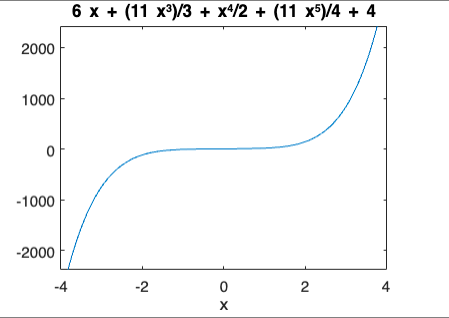 6 x + (11 x³)/3 + x⁴/2 + (11 x⁵)/4 + 4
2000
1000
0
-1000
-2000
-4 -2 0 2 4
x